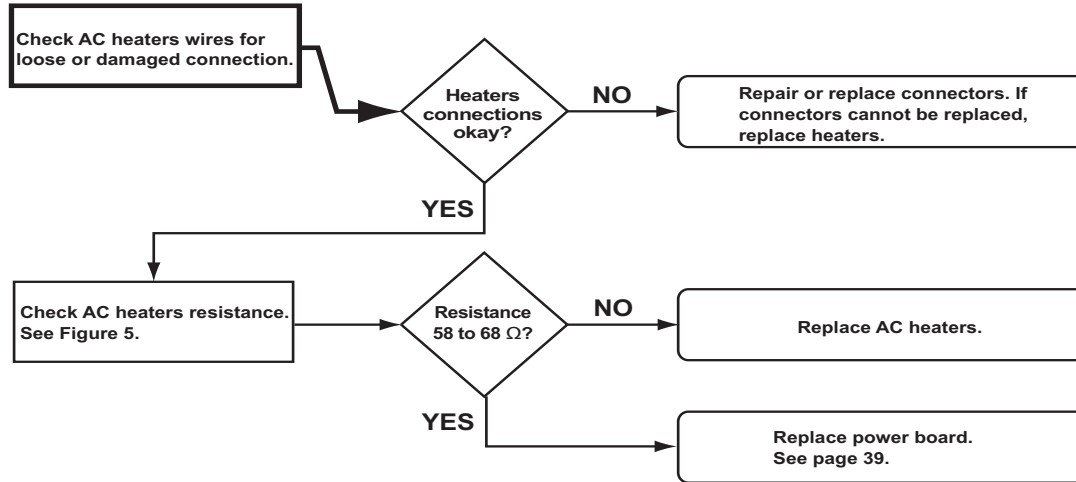 Check AC heaters wires for
loose or damaged connection.
Heaters
connections
okay?
NO
Repair or replace connectors. If
connectors cannot be replaced,
replace heaters.
YES
Check AC heaters resistance.
See Figure 5.
Resistance
58 to 68 Ω?
NO
Replace AC heaters.
YES
Replace power board.
See page 39.